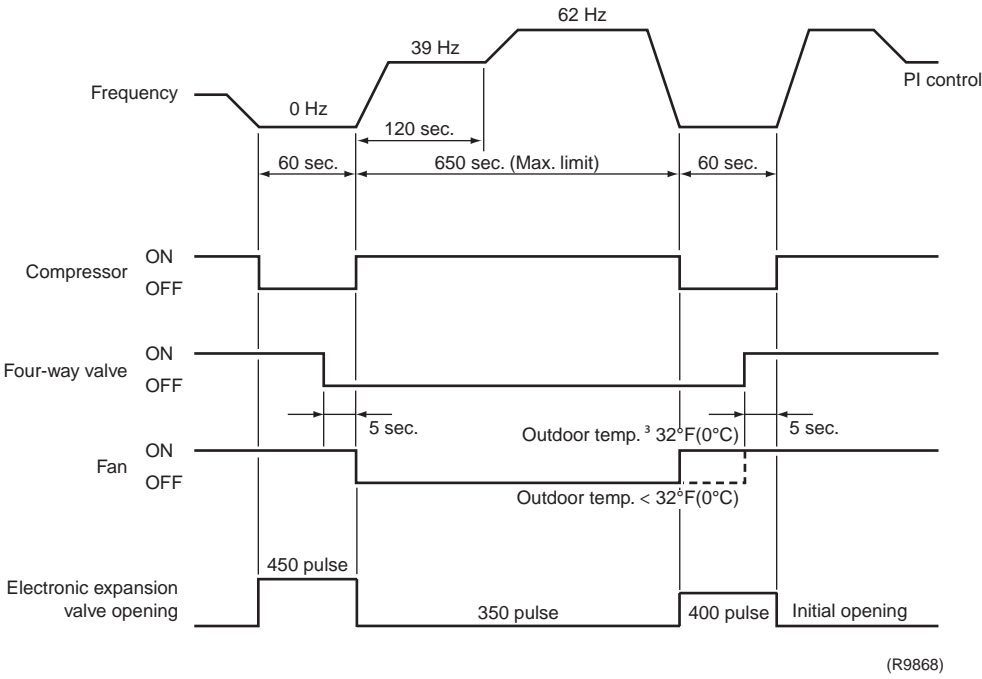 62 Hz
39 Hz
PI control
Frequency
0 Hz
120 sec.
60 sec.
650 sec. (Max. limit)
60 sec.
ON
Compressor
OFF
ON
Four-way valve
OFF
5 sec.
Outdoor temp. ³ 32°F(0°C)
5 sec.
ON
Fan
OFF
Outdoor temp. < 32°F(0°C)
450 pulse
Electronic expansion
valve opening
350 pulse
400 pulse
Initial opening
(R9868)